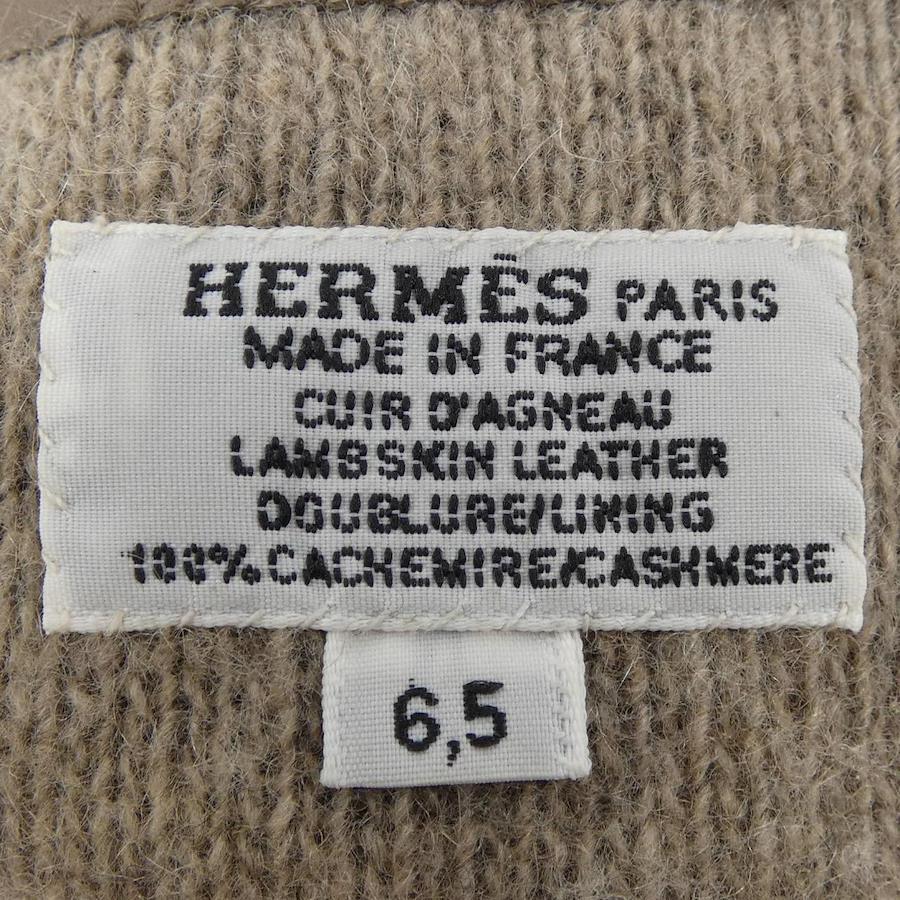 HERMÈS PARIS
MADE IN FRANCE
CUIR D'AGNEAU
LAMBSKIN LEATHER
DOUBLURE/LINING
100% CACHEMIRE/CASHMERE
6,5